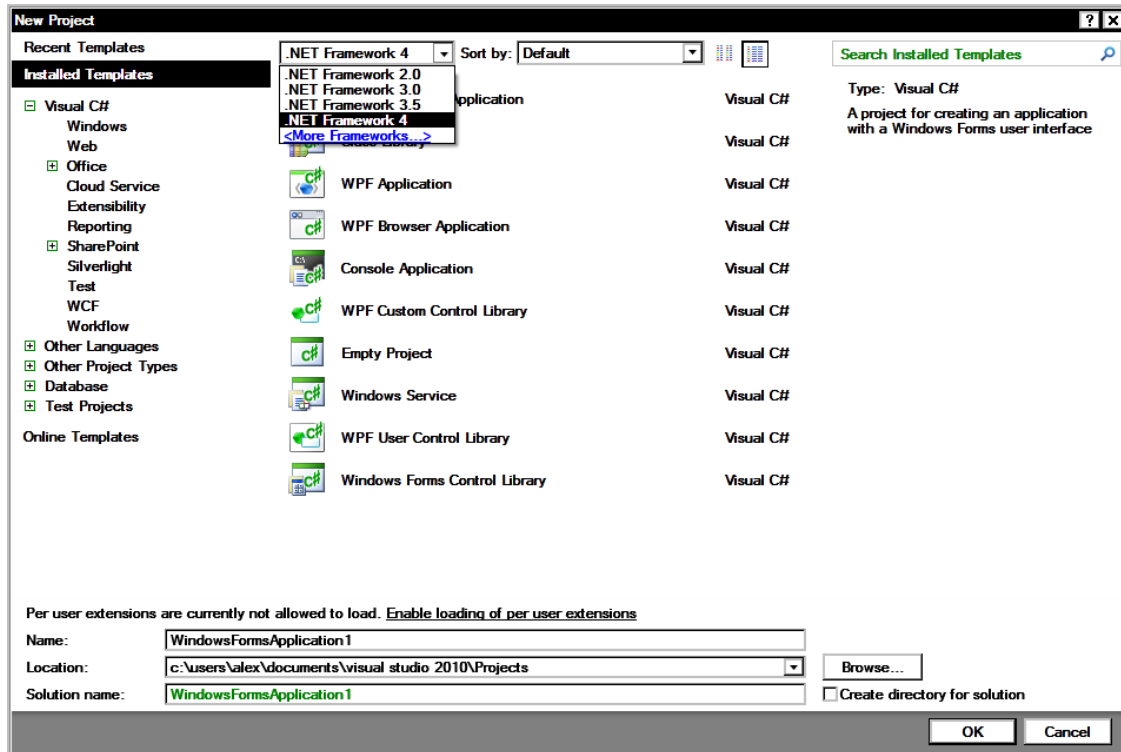 New Project
Recent Templates
Installed Templates
Visual C#
Windows
Web
Office
Cloud Service
Extensibility
Reporting
SharePoint
Silverlight
Test
WCF
Workflow
Other Languages
Other Project Types
Database
Test Projects
Online Templates
.NET Framework 4 Sort by: Default
.NET Framework 2.0
.NET Framework 3.0
.NET Framework 3.5
.NET Framework 4
<More Frameworks...>
Application Visual C#
Class Library Visual C#
WPF Application Visual C#
WPF Browser Application Visual C#
Console Application Visual C#
WPF Custom Control Library Visual C#
Empty Project Visual C#
Windows Service Visual C#
WPF User Control Library Visual C#
Windows Forms Control Library Visual C#
Search Installed Templates
Type: Visual C#
A project for creating an application
with a Windows Forms user interface
Per user extensions are currently not allowed to load. Enable loading of per user extensions
Name: WindowsFormsApplication1
Location: c:\users\alex\documents\visual studio 2010\Projects Browse...
Solution name: WindowsFormsApplication1 Create directory for solution
OK Cancel